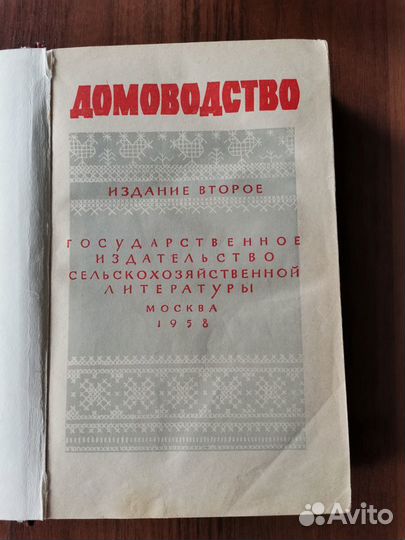 ДОМОВОДСТВО
ИЗДАНИЕ ВТОРОЕ
ГОСУДАРСТВЕННОЕ
ИЗДАТЕЛЬСТВО
СЕЛЬСКОХОЗЯЙСТВЕННОЙ
ЛИТЕРАТУРЫ
МОСКВА
1958
Avito